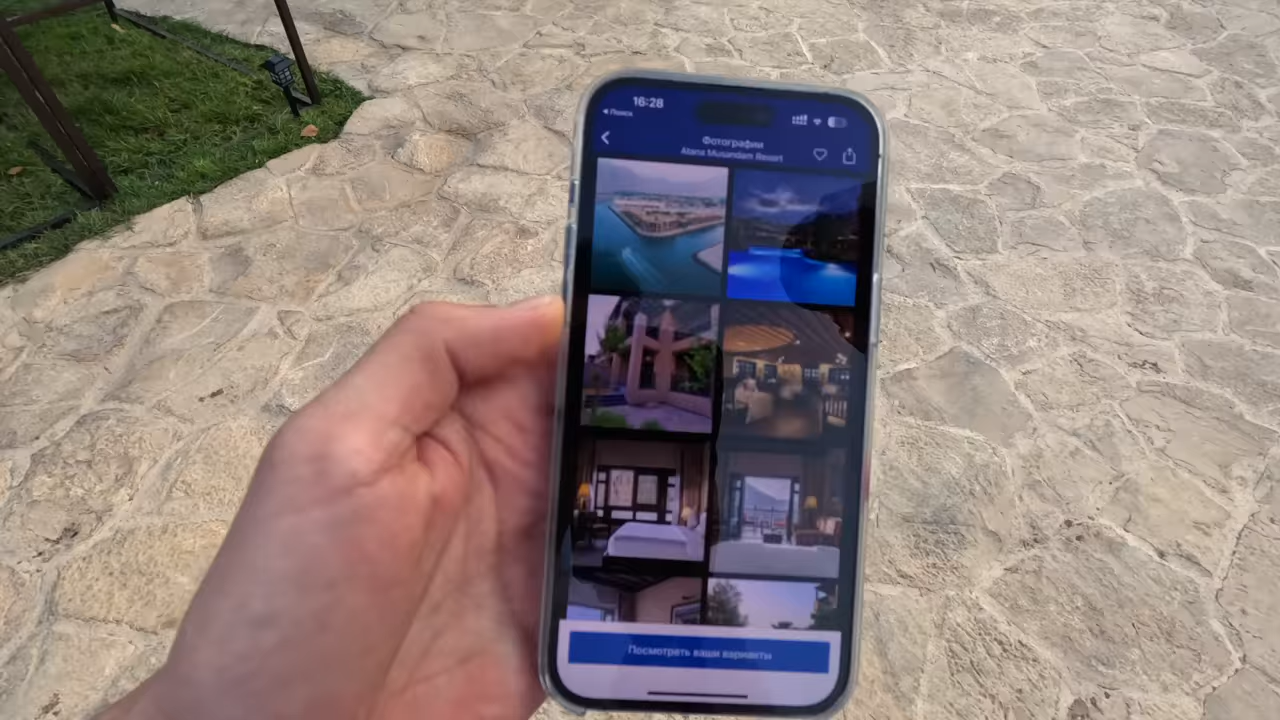 16:28
◂ Поиск
Фотографии
Atana Musandam Resort
Посмотреть ваши варианты